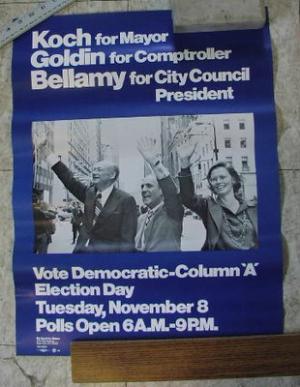 Koch for Mayor
Goldin for Comptroller
Bellamy for City Council
President
Vote Democratic-Column 'A'
Election Day
Tuesday, November 8
Polls Open 6A.M.-9P.M.